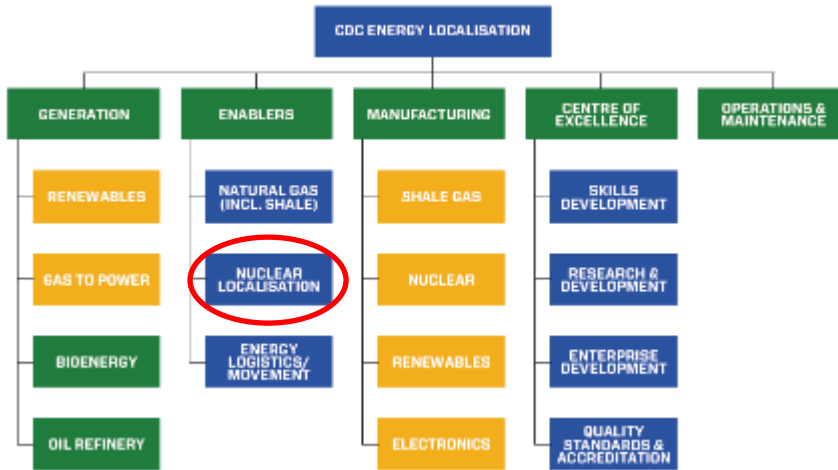 CDC ENERGY LOCALISATION
GENERATION
ENABLERS
MANUFACTURING
CENTRE OF
EXCELLENCE
OPERATIONS &
MAINTENANCE
RENEWABLES
NATURAL GAS
(INCL. SHALE)
SHALE GAS
SKILLS
DEVELOPMENT
GAS TO POWER
NUCLEAR
LOCALISATION
NUCLEAR
RESEARCH &
DEVELOPMENT
BIOENERGY
ENERGY
LOGISTICS/
MOVEMENT
RENEWABLES
ENTERPRISE
DEVELOPMENT
OIL REFINERY
ELECTRONICS
QUALITY
STANDARDS &
ACCREDITATION